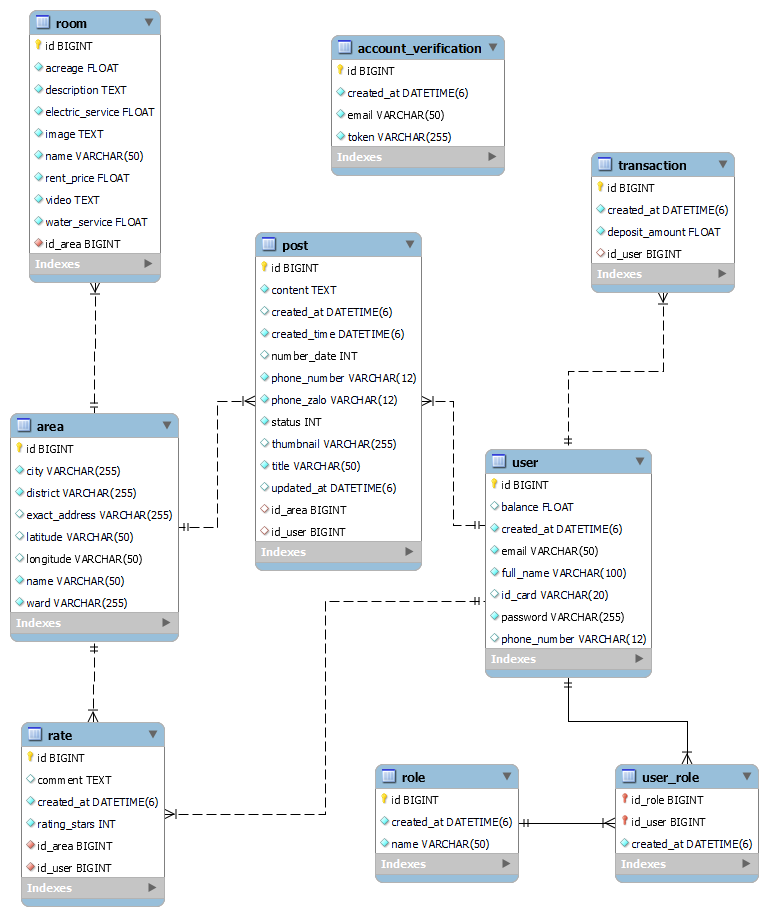 room
id BIGINT
acreage FLOAT
description TEXT
electric_service FLOAT
image TEXT
name VARCHAR(50)
rent_price FLOAT
video TEXT
water_service FLOAT
id_area BIGINT
Indexes
account_verification
id BIGINT
created_at DATETIME(6)
email VARCHAR(50)
token VARCHAR(255)
Indexes
transaction
id BIGINT
created_at DATETIME(6)
deposit_amount FLOAT
id_user BIGINT
Indexes
post
id BIGINT
content TEXT
created_at DATETIME(6)
created_time DATETIME(6)
number_date INT
phone_number VARCHAR(12)
phone_zalo VARCHAR(12)
status INT
thumbnail VARCHAR(255)
title VARCHAR(50)
updated_at DATETIME(6)
id_area BIGINT
id_user BIGINT
Indexes
area
id BIGINT
city VARCHAR(255)
district VARCHAR(255)
exact_address VARCHAR(255)
latitude VARCHAR(50)
longitude VARCHAR(50)
name VARCHAR(50)
ward VARCHAR(255)
Indexes
user
id BIGINT
balance FLOAT
created_at DATETIME(6)
email VARCHAR(50)
full_name VARCHAR(100)
id_card VARCHAR(20)
password VARCHAR(255)
phone_number VARCHAR(12)
Indexes
rate
id BIGINT
comment TEXT
created_at DATETIME(6)
rating_stars INT
id_area BIGINT
id_user BIGINT
Indexes
role
id BIGINT
created_at DATETIME(6)
name VARCHAR(50)
Indexes
user_role
id_role BIGINT
id_user BIGINT
created_at DATETIME(6)
Indexes